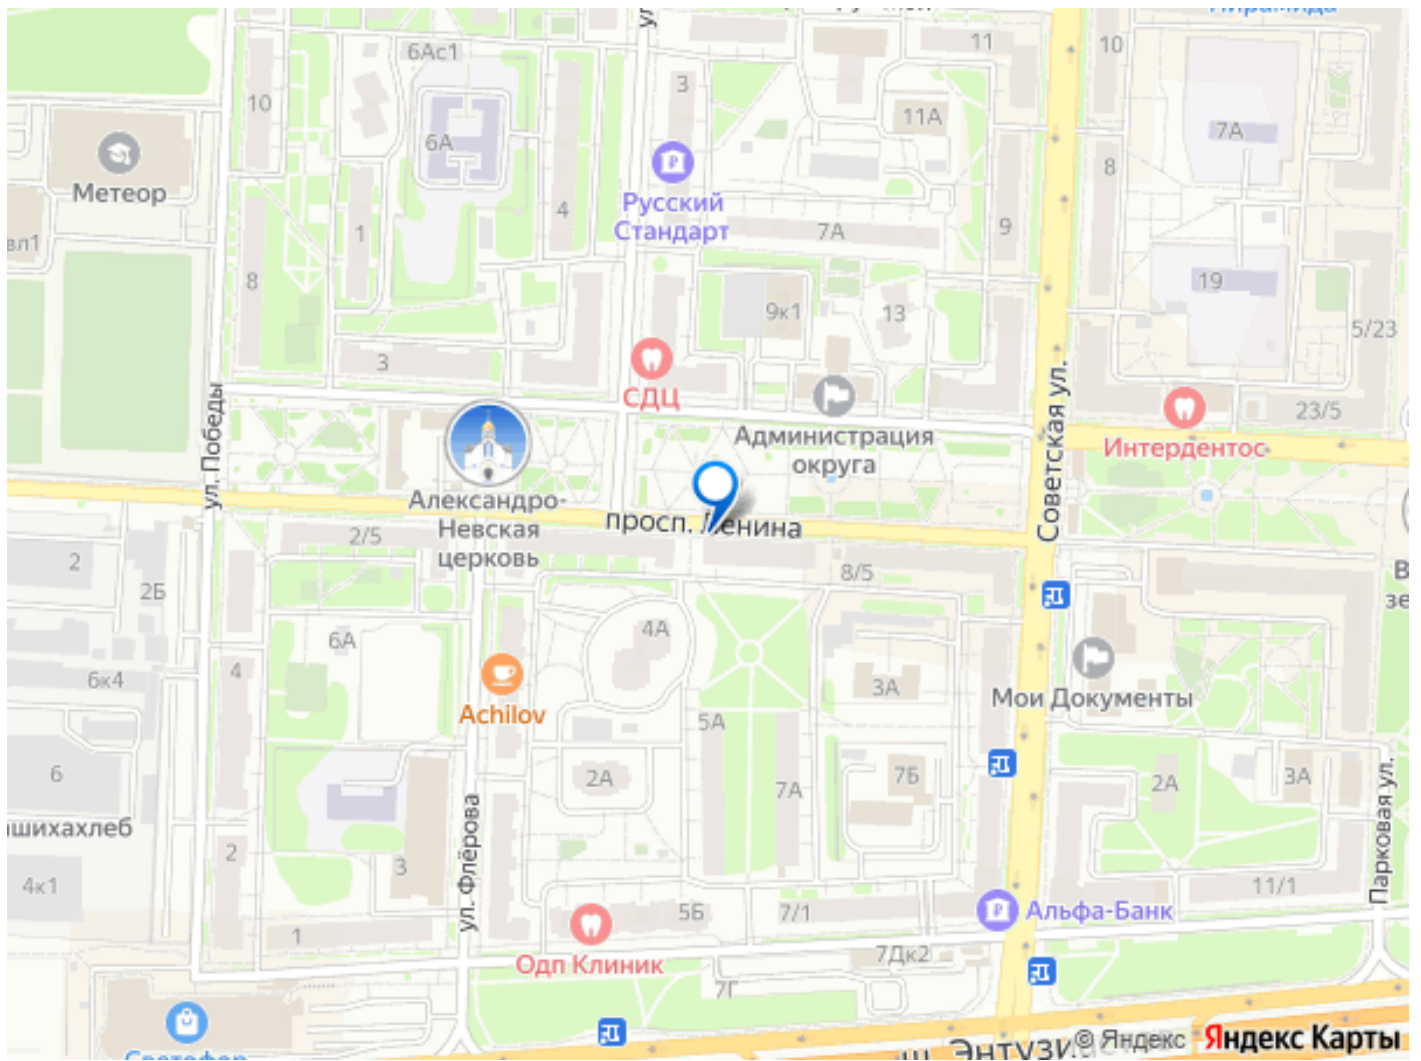 11
10
6Ас1
3
10
11А
7А
6А
8
Метеор
Русский
Стандарт
4
1
7А
9
вл1
8
19
9к1
13
5/23
3
СДЦ
ул. Победы
Советская ул.
23/5
Администрация
округа
Интердентос
Александро-
Невская
церковь
просп. Ленина
2/5
2
2Б
8/5
4А
6А
4
6к4
Achilov
3А
Мои Документы
5А
6
2А
7А
7Б
2А
3А
ул. Флёрова
Парковая ул.
2
3
4к1
11/1
5Б
7/1
Альфа-Банк
1
Одп Клиник
7Дк2
7Г
© Яндекс
Яндекс Карты